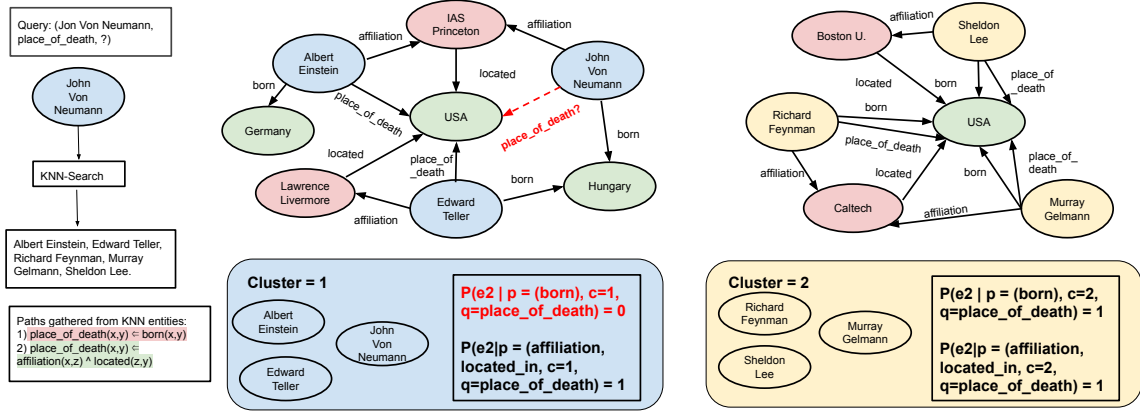 Query: (Jon Von Neumann,
place_of_death, ?)
John
Von
Neumann
KNN-Search
Albert Einstein, Edward Teller,
Richard Feynman, Murray
Gelmann, Sheldon Lee.
Paths gathered from KNN entities:
1) place_of_death(x,y) ⇐ born(x,y)
2) place_of_death(x,y) ⇐
affiliation(x,z) ^ located(z,y)
IAS
Princeton
affiliation
affiliation
Albert
Einstein
John
Von
Neumann
located
born
place_of_death
Germany
USA
place_of_death?
located
place_of
_death
born
Lawrence
Livermore
born
Hungary
Edward
Teller
affiliation
affiliation
Boston U.
Sheldon
Lee
located
born
place_of
_death
born
Richard
Feynman
USA
place_of_death
place_of_
death
affiliation
located
born
Caltech
affiliation
Murray
Gelmann
Cluster = 1
Albert
Einstein
John
Von
Neumann
Edward
Teller
P(e2 | p = (born), c=1,
q=place_of_death) = 0
P(e2|p = (affiliation,
located_in, c=1,
q=place_of_death) = 1
Cluster = 2
Richard
Feynman
Murray
Gelmann
Sheldon
Lee
P(e2 | p = (born), c=2,
q=place_of_death) = 1
P(e2|p = (affiliation,
located_in, c=2,
q=place_of_death) = 1